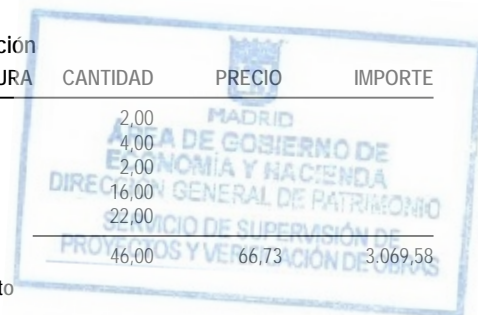 ción
URA CANTIDAD PRECIO IMPORTE
2,00
4,00
2,00
16,00
22,00
46,00 66,73 3.069,58
to
MADRID
ÁREA DE GOBIERNO DE
ECONOMÍA Y HACIENDA
DIRECCIÓN GENERAL DE PATRIMONIO
SERVICIO DE SUPERVISIÓN DE
PROYECTOS Y VERIFICACIÓN DE OBRAS